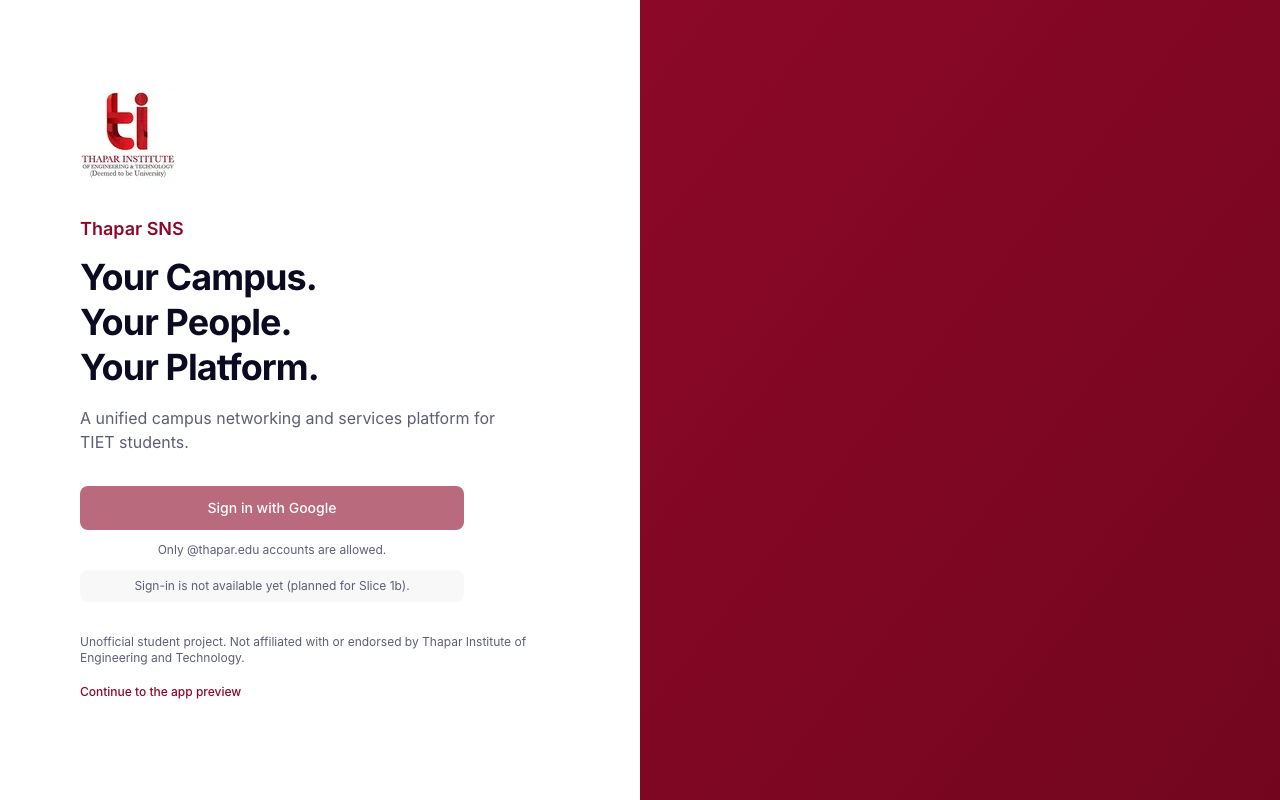 ti
THAPAR INSTITUTE
OF ENGINEERING & TECHNOLOGY
(Deemed to be University)
Thapar SNS
Your Campus.
Your People.
Your Platform.
A unified campus networking and services platform for
TIET students.
Sign in with Google
Only @thapar.edu accounts are allowed.
Sign-in is not available yet (planned for Slice 1b).
Unofficial student project. Not affiliated with or endorsed by Thapar Institute of
Engineering and Technology.
Continue to the app preview